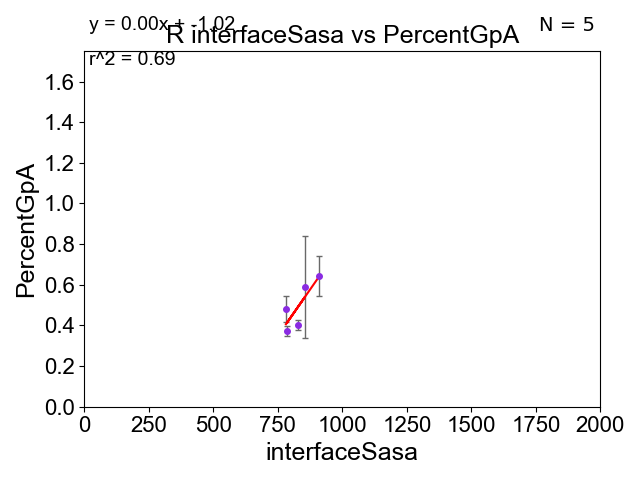 y = 0.00x + -1.02
N = 5
R interfaceSasa vs PercentGpA
r^2 = 0.69
PercentGpA
1.6
1.4
1.2
1.0
0.8
0.6
0.4
0.2
0.0
0 250 500 750 1000 1250 1500 1750 2000
interfaceSasa